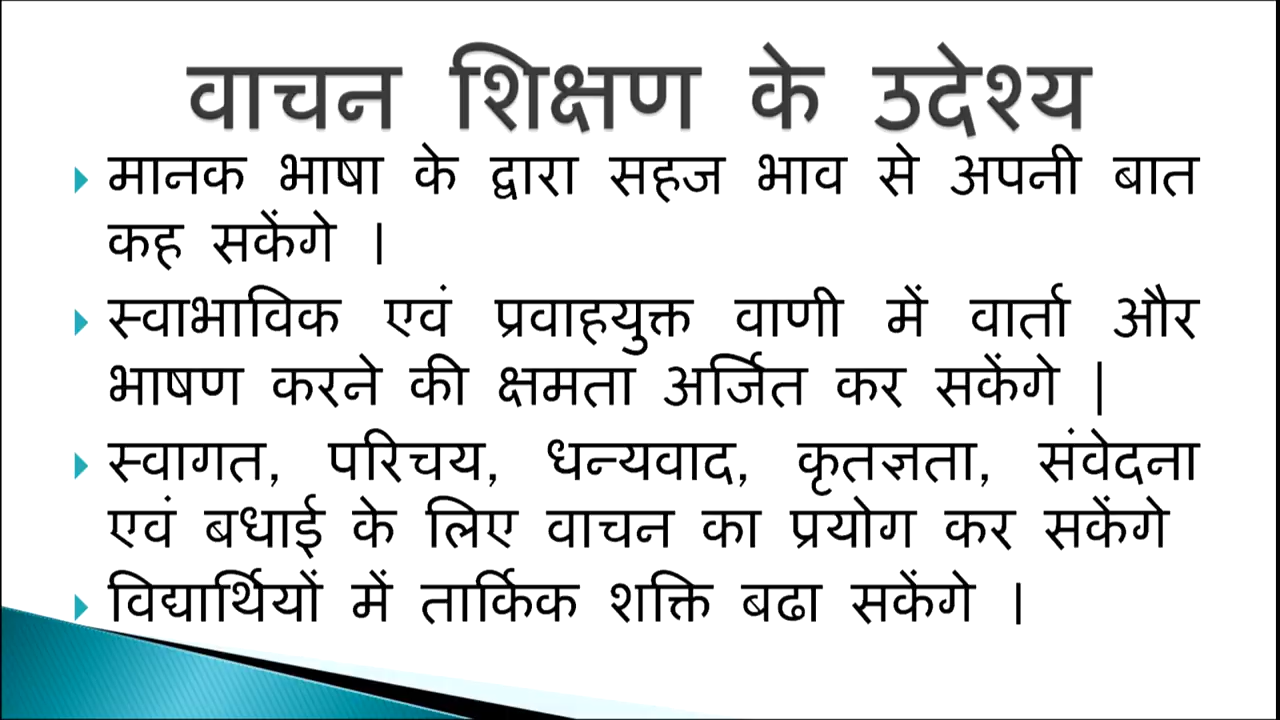 वाचन शिक्षण के उदेश्य
मानक भाषा के द्वारा सहज भाव से अपनी बात
कह सकेंगे ।
स्वाभाविक एवं प्रवाहयुक्त वाणी में वार्ता और
भाषण करने की क्षमता अर्जित कर सकेंगे |
स्वागत, परिचय, धन्यवाद, कृतज्ञता, संवेदना
एवं बधाई के लिए वाचन का प्रयोग कर सकेंगे
विद्यार्थियों में तार्किक शक्ति बढा सकेंगे ।